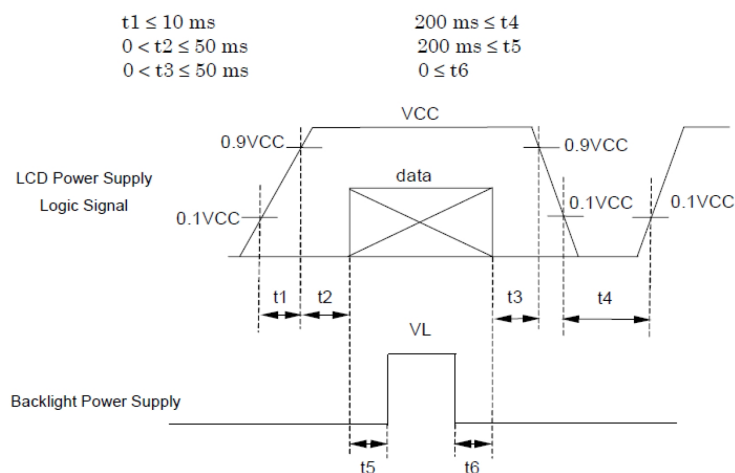 t1 ≤ 10 ms
200 ms ≤ t4
0 < t2 ≤ 50 ms
200 ms ≤ t5
0 < t3 ≤ 50 ms
0 ≤ t6
VCC
0.9VCC
0.9VCC
LCD Power Supply
Logic Signal
data
0.1VCC
0.1VCC
0.1VCC
t1
t2
t3
t4
VL
Backlight Power Supply
t5
t6